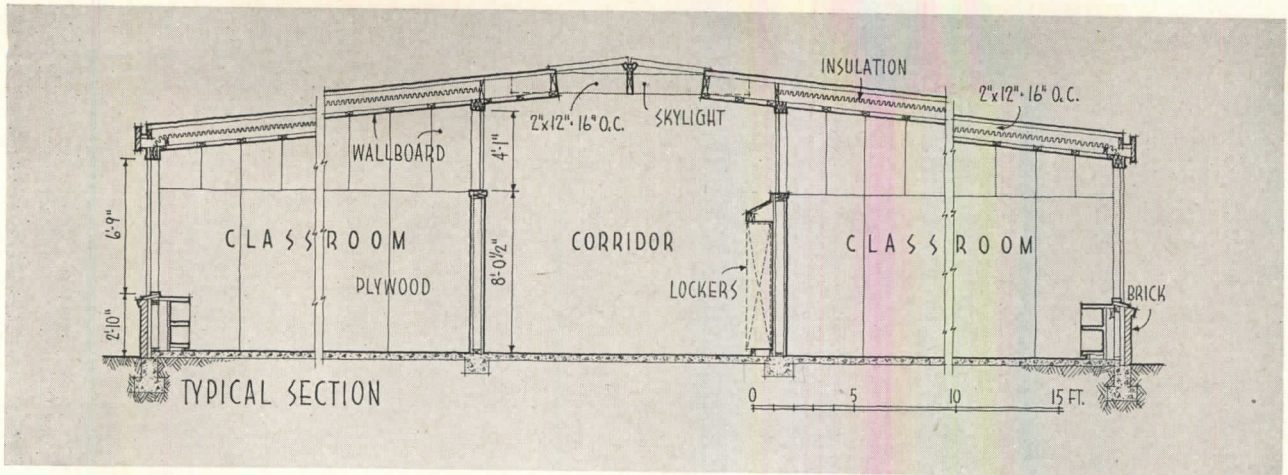 INSULATION
2"x12"·16" O.C.
2"x12"·16" O.C.
SKYLIGHT
WALLBOARD
4'-1"
6'-9"
CLASSROOM
CORRIDOR
CLASSROOM
8'-0½"
PLYWOOD
LOCKERS
BRICK
2'-10"
TYPICAL SECTION
0 5 10 15 FT.